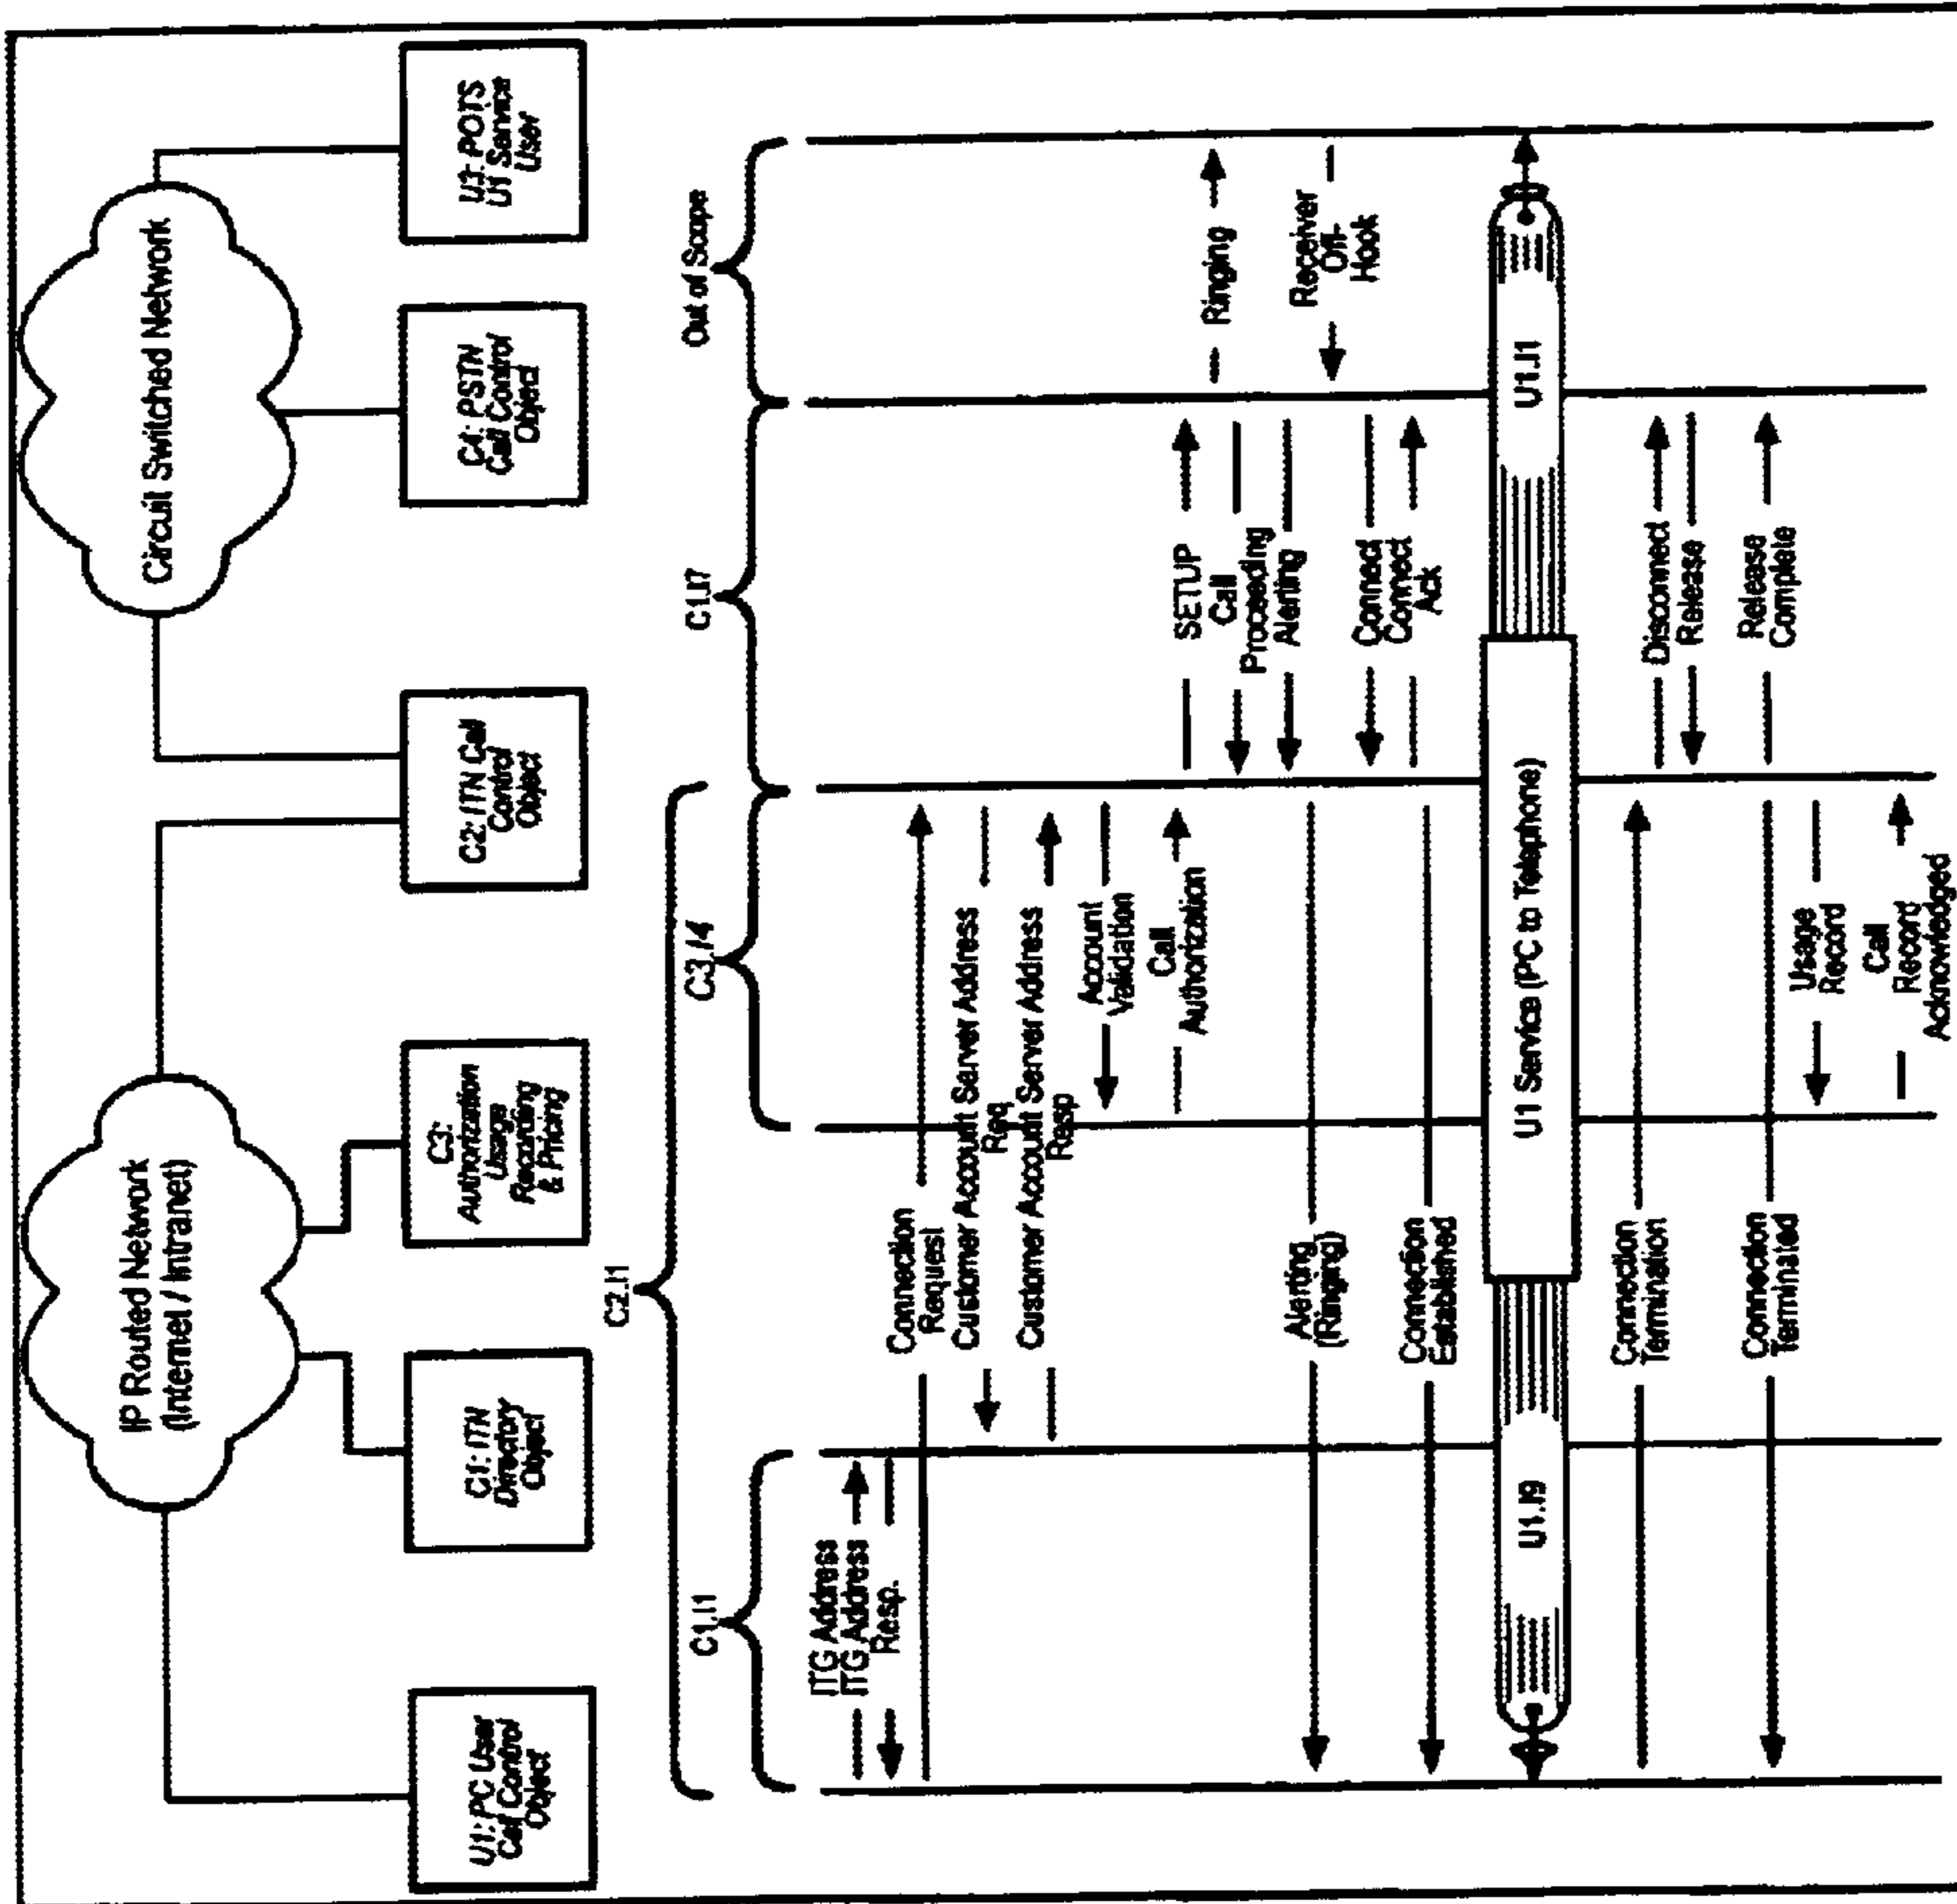 IP Routed Network
(Internet / Intranet)
Circuit Switched Network
U1: PC User
Call Control
Object
C1: ITN
Directory
Object
C3:
Authorization
Usage
Recording
& Pricing
C2: ITN Call
Control
Object
C4: PSTN
Call Control
Object
U3: POTS
U1 Service
User
C2.I1
C1.I1
C3.I4
C1.I7
Out of Scope
ITG Address
ITG Address
Resp.
Connection
Request
Customer Account Server Address
Req
Customer Account Server Address
Resp
Account
Validation
Call
Authorization
SETUP
Call
Proceeding
Alerting
Ringing
Alerting
(Ringing)
Receiver
Off-
Hook
Connect
Connect
Ack
Connection
Established
U1.I9
U1 Service (PC to Telephone)
U1.I1
Connection
Termination
Disconnect
Release
Connection
Terminated
Release
Complete
Usage
Record
Call
Record
Acknowledged